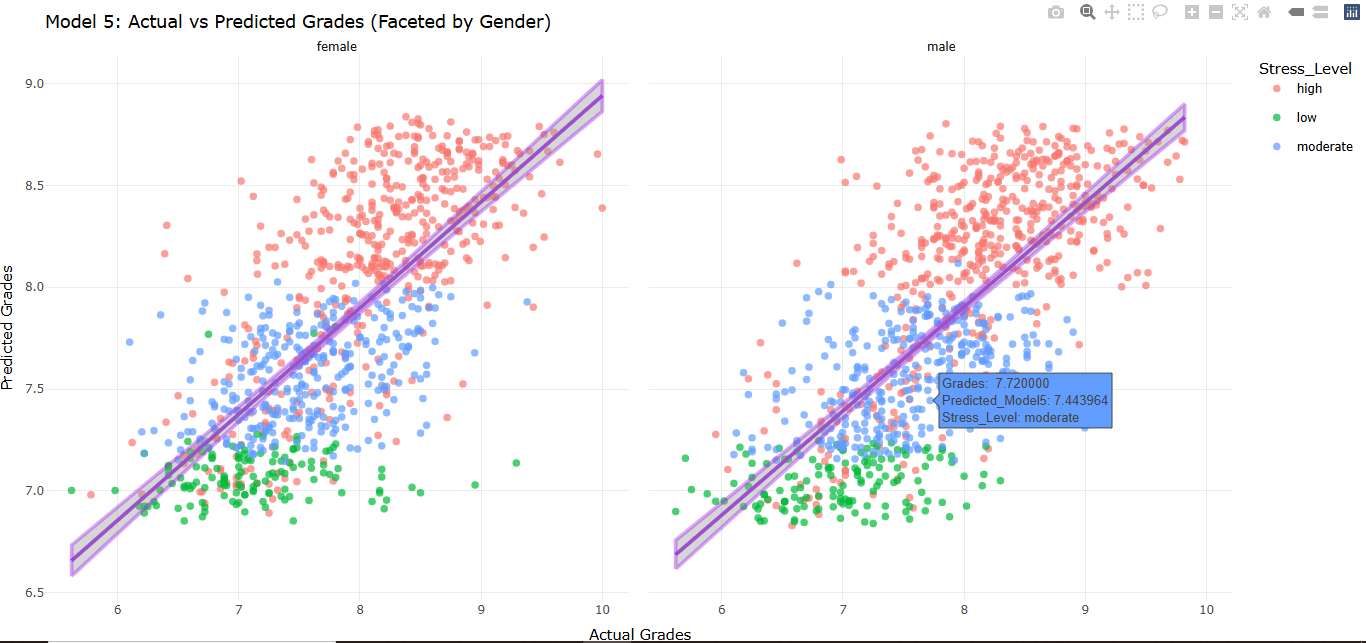 Model 5: Actual vs Predicted Grades (Faceted by Gender)
female
male
Stress_Level
high
low
moderate
Predicted_Grades
9.0
8.5
8.0
7.5
7.0
6.5
Grades: 7.720000
Predicted_Model5: 7.443964
Stress_Level: moderate
6 7 8 9 10
6 7 8 9 10
Actual Grades